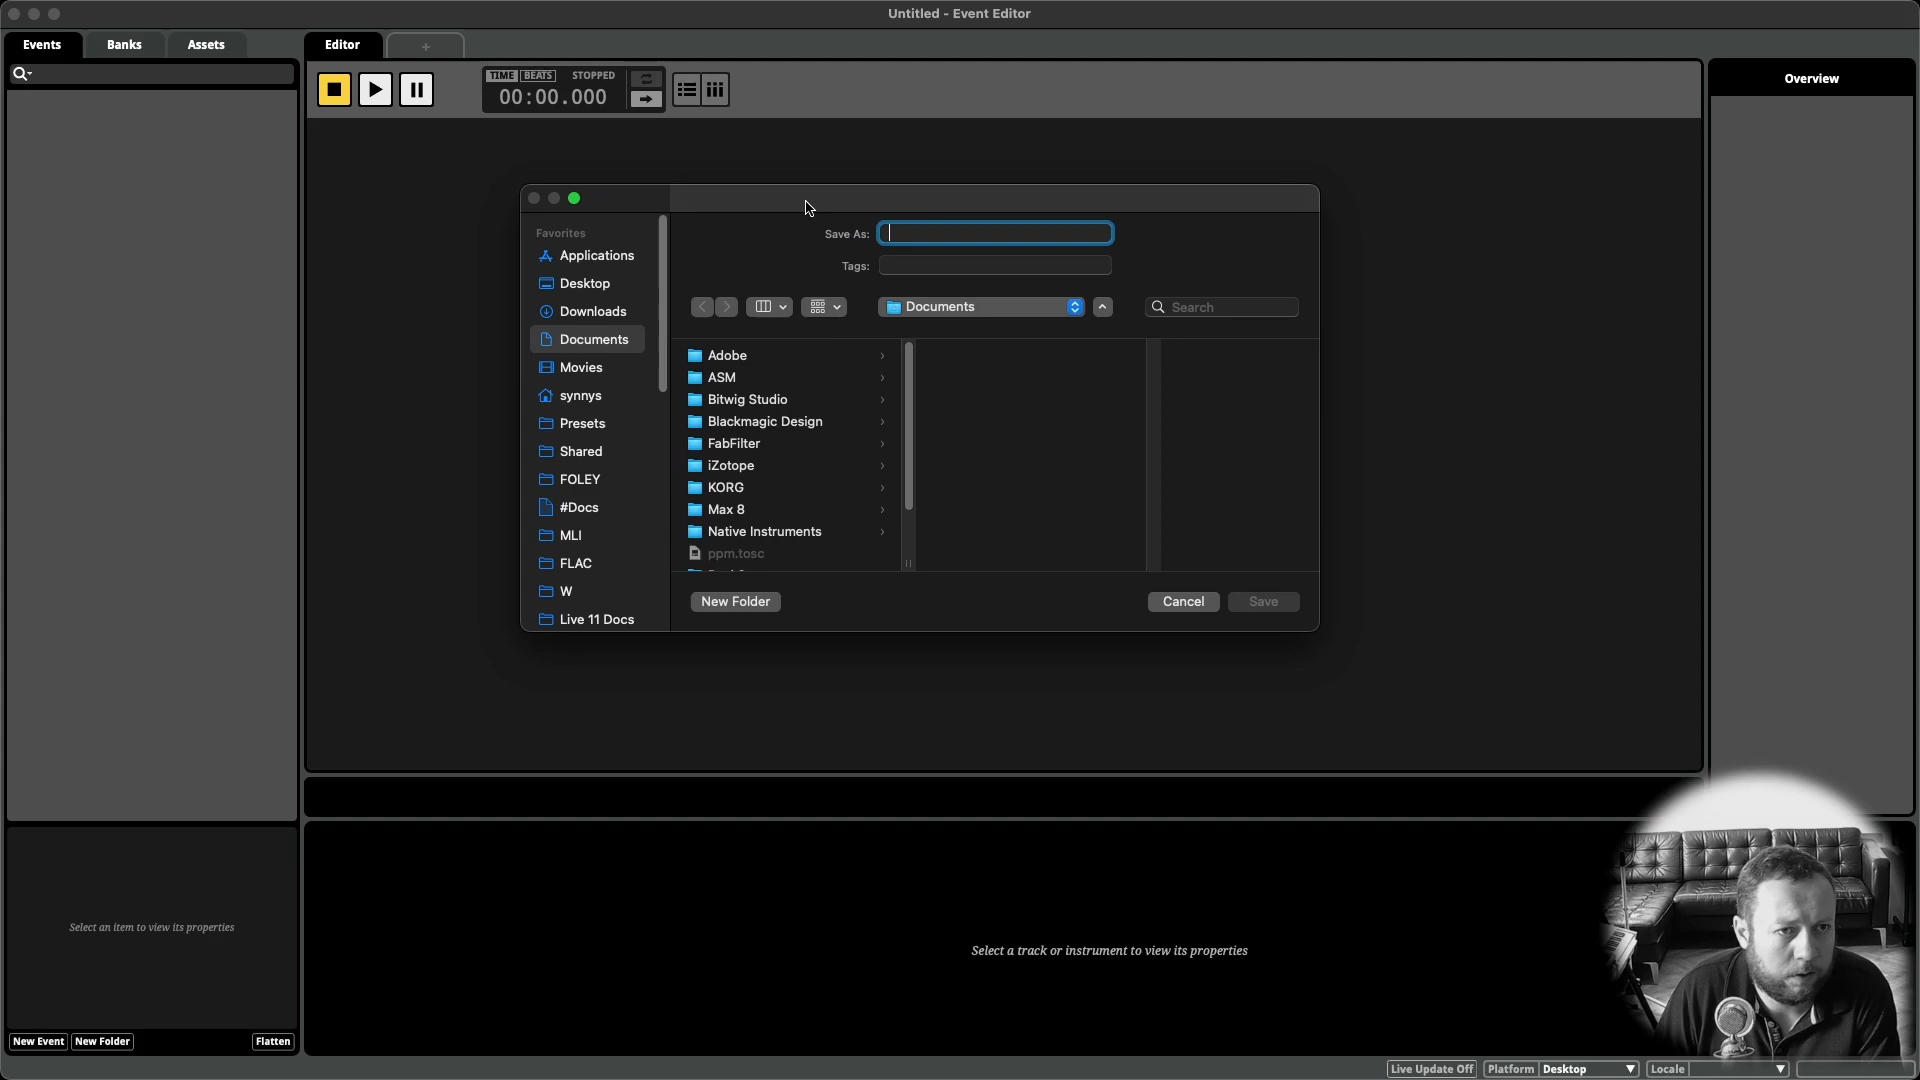 Untitled - Event Editor
Events
Banks
Assets
Editor
+
TIME BEATS STOPPED
00:00.000
Overview
Favorites
Applications
Desktop
Downloads
Documents
Movies
synnys
Presets
Shared
FOLEY
#Docs
MLI
FLAC
W
Live 11 Docs
Save As:
Tags:
Documents
Search
Adobe
ASM
Bitwig Studio
Blackmagic Design
FabFilter
iZotope
KORG
Max 8
Native Instruments
ppm.tosc
New Folder
Cancel
Save
Select an item to view its properties
Select a track or instrument to view its properties
New Event
New Folder
Flatten
Live Update Off
Platform Desktop
Locale